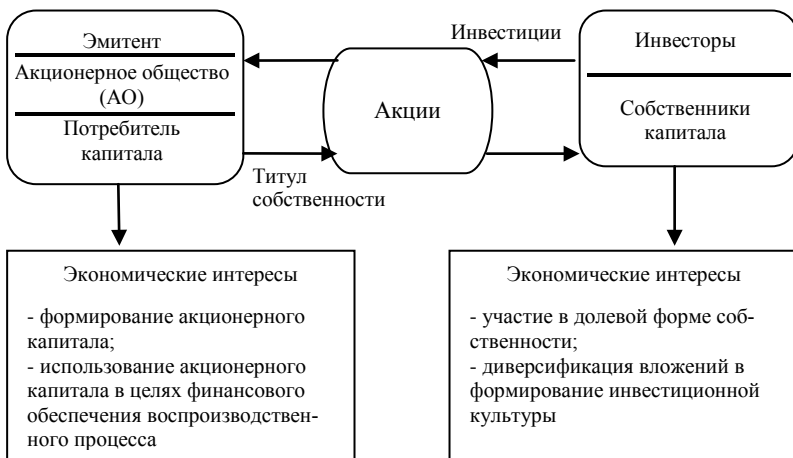 Эмитент
Акционерное общество
(АО)
Потребитель
капитала
Акции
Инвестиции
Титул
собственности
Инвесторы
Собственники
капитала
Экономические интересы
- формирование акционерного
капитала;
- использование акционерного
капитала в целях финансового
обеспечения воспроизводствен-
ного процесса
Экономические интересы
- участие в долевой форме соб-
ственности;
- диверсификация вложений в
формирование инвестиционной
культуры